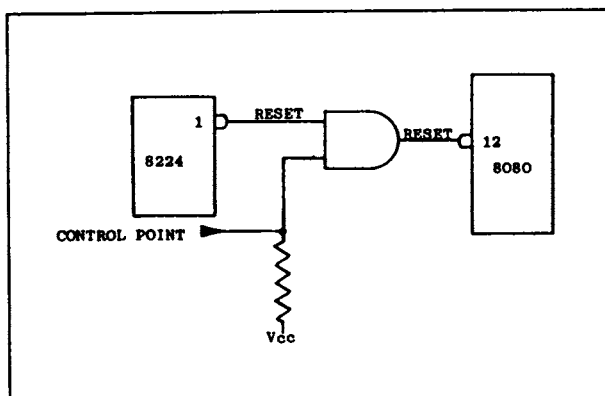 1 RESET RESET 12
8224 8080
CONTROL POINT
Vcc